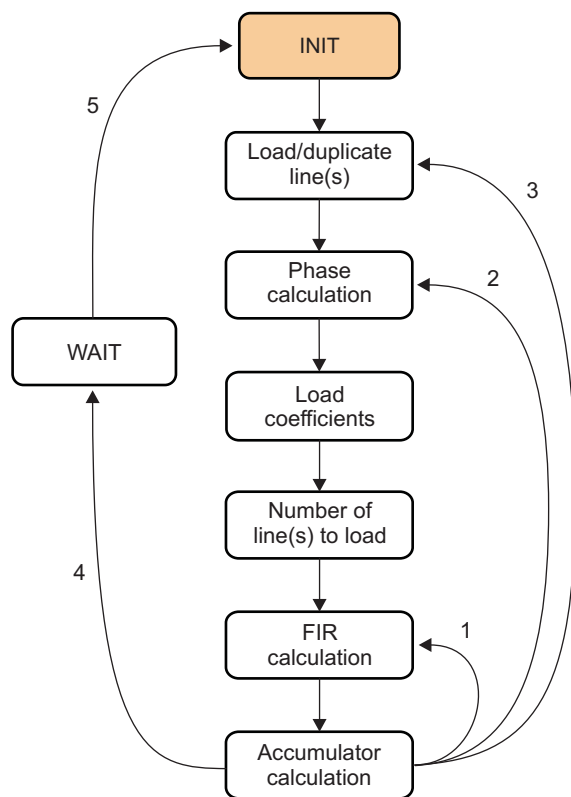 INIT
5
Load/duplicate
line(s)
3
Phase
calculation
2
WAIT
Load
coefficients
Number of
line(s) to load
4
FIR
calculation
1
Accumulator
calculation